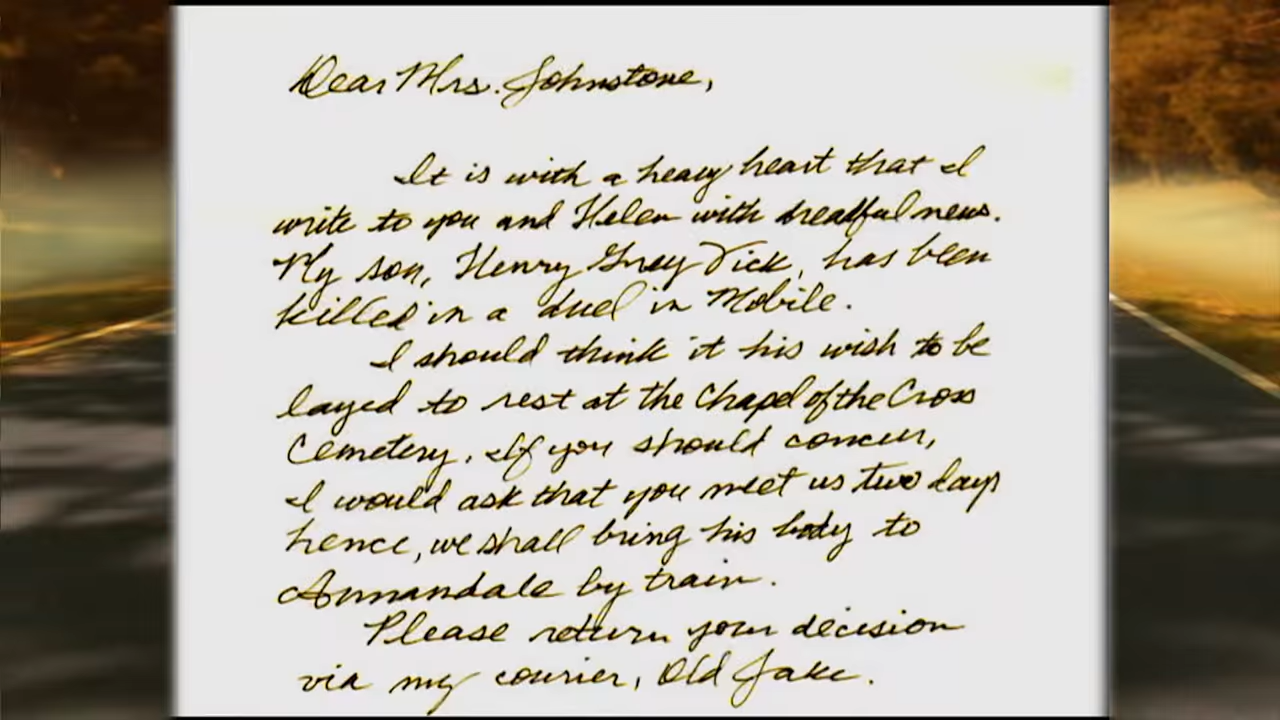 Dear Mrs. Johnstone,
It is with a heavy heart that I
write to you and Helen with dreadful news.
My son, Henry Grey Vick, has been
killed in a duel in Mobile.
I should think it his wish to be
layed to rest at the Chapel of the Cross
Cemetery. If you should concur,
I would ask that you meet us two days
hence, we shall bring his body to
Annandale by train.
Please return your decision
via my courier, Old Jake.